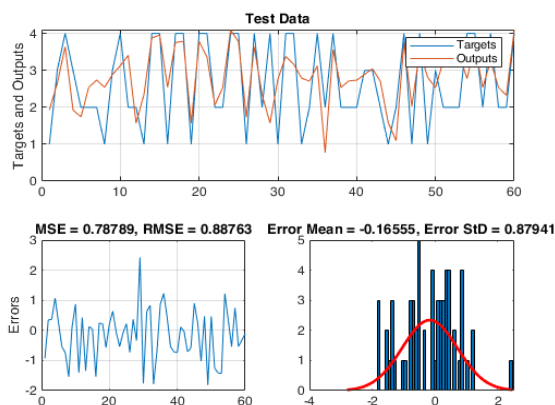 Test Data
Targets and Outputs
4
3
2
1
0
Targets
Outputs
0 10 20 30 40 50 60
MSE = 0.78789, RMSE = 0.88763
Errors
3
2
1
0
-1
-2
0 20 40 60
Error Mean = -0.16555, Error StD = 0.87941
5
4
3
2
1
0
-4 -2 0 2